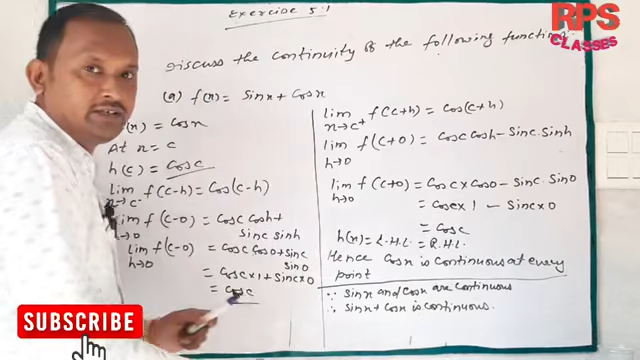 Exercise 5.1
RPS
CLASSES
Discuss the continuity of the following function.
(a) f(x) = Sinx + Cosx
(x) = Cosx
At x = c
h(c) = Cosc
lim f(c-h) = Cos(c-h)
x→c-
lim f(c-0) = Cosc Cosh +
h→0 Sinc Sinh
lim f(c-0) = Cosc Cos0 + Sinc
h→0 Sin0
= Cosc×1 + Sinc×0
= Cosc
lim f(c+h) = Cos(c+h)
x→c+
lim f(c+0) = Cosc Cosh - Sinc. Sinh
h→0
lim f(c+0) = Cosc × Cos0 - Sinc. Sin0
h→0
= Cosc×1 - Sinc×0
= Cosc
h(x) = L.H.L = R.H.L
Hence Cosx is continuous at every
point
∵ Sinx and Cosx are continuous
∴ Sinx + Cosx is continuous.
SUBSCRIBE